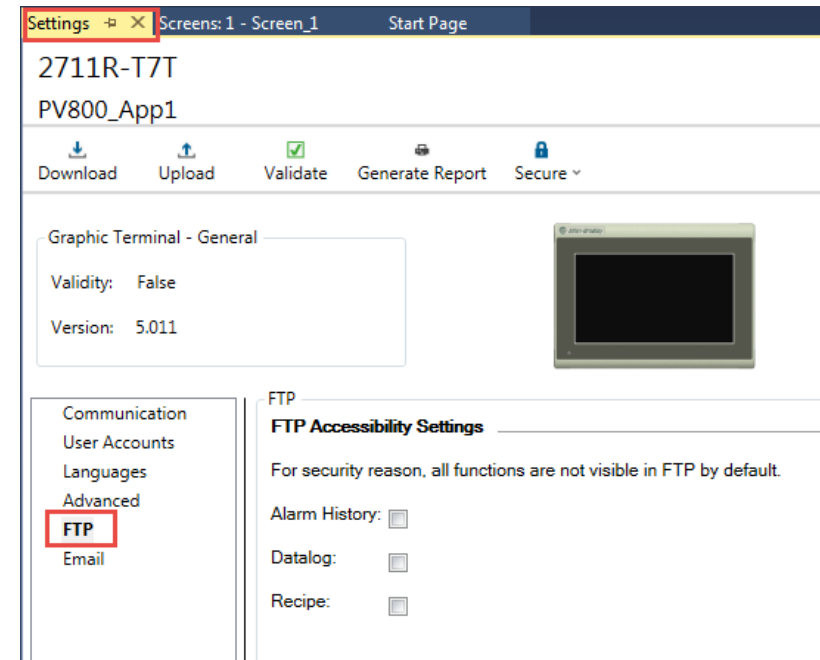 Settings Screens: 1 - Screen_1 Start Page
2711R-T7T
PV800_App1
Download Upload Validate Generate Report Secure
Graphic Terminal - General
Validity: False
Version: 5.011
Communication
User Accounts
Languages
Advanced
FTP
Email
FTP
FTP Accessibility Settings
For security reason, all functions are not visible in FTP by default.
Alarm History:
Datalog:
Recipe: